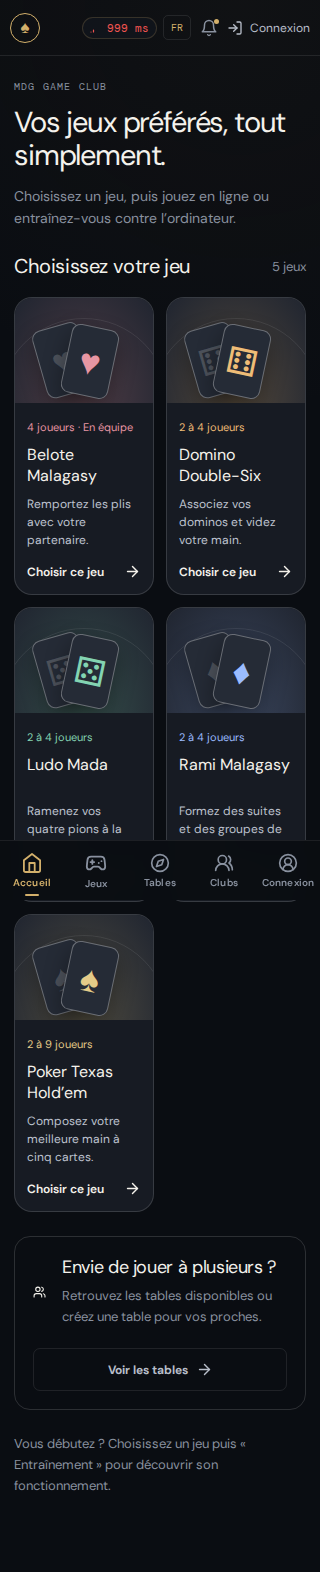 999 ms
FR
Connexion
MDG GAME CLUB
Vos jeux préférés, tout
simplement.
Choisissez un jeu, puis jouez en ligne ou
entraînez-vous contre l’ordinateur.
Choisissez votre jeu
5 jeux
4 joueurs · En équipe
Belote
Malagasy
Remportez les plis
avec votre
partenaire.
Choisir ce jeu
2 à 4 joueurs
Domino
Double-Six
Associez vos
dominos et videz
votre main.
Choisir ce jeu
2 à 4 joueurs
Ludo Mada
Ramenez vos
quatre pions à la
2 à 4 joueurs
Rami Malagasy
Formez des suites
et des groupes de
Accueil
Jeux
Tables
Clubs
Connexion
2 à 9 joueurs
Poker Texas
Hold’em
Composez votre
meilleure main à
cinq cartes.
Choisir ce jeu
Envie de jouer à plusieurs ?
Retrouvez les tables disponibles ou
créez une table pour vos proches.
Voir les tables
Vous débutez ? Choisissez un jeu puis «
Entraînement » pour découvrir son
fonctionnement.